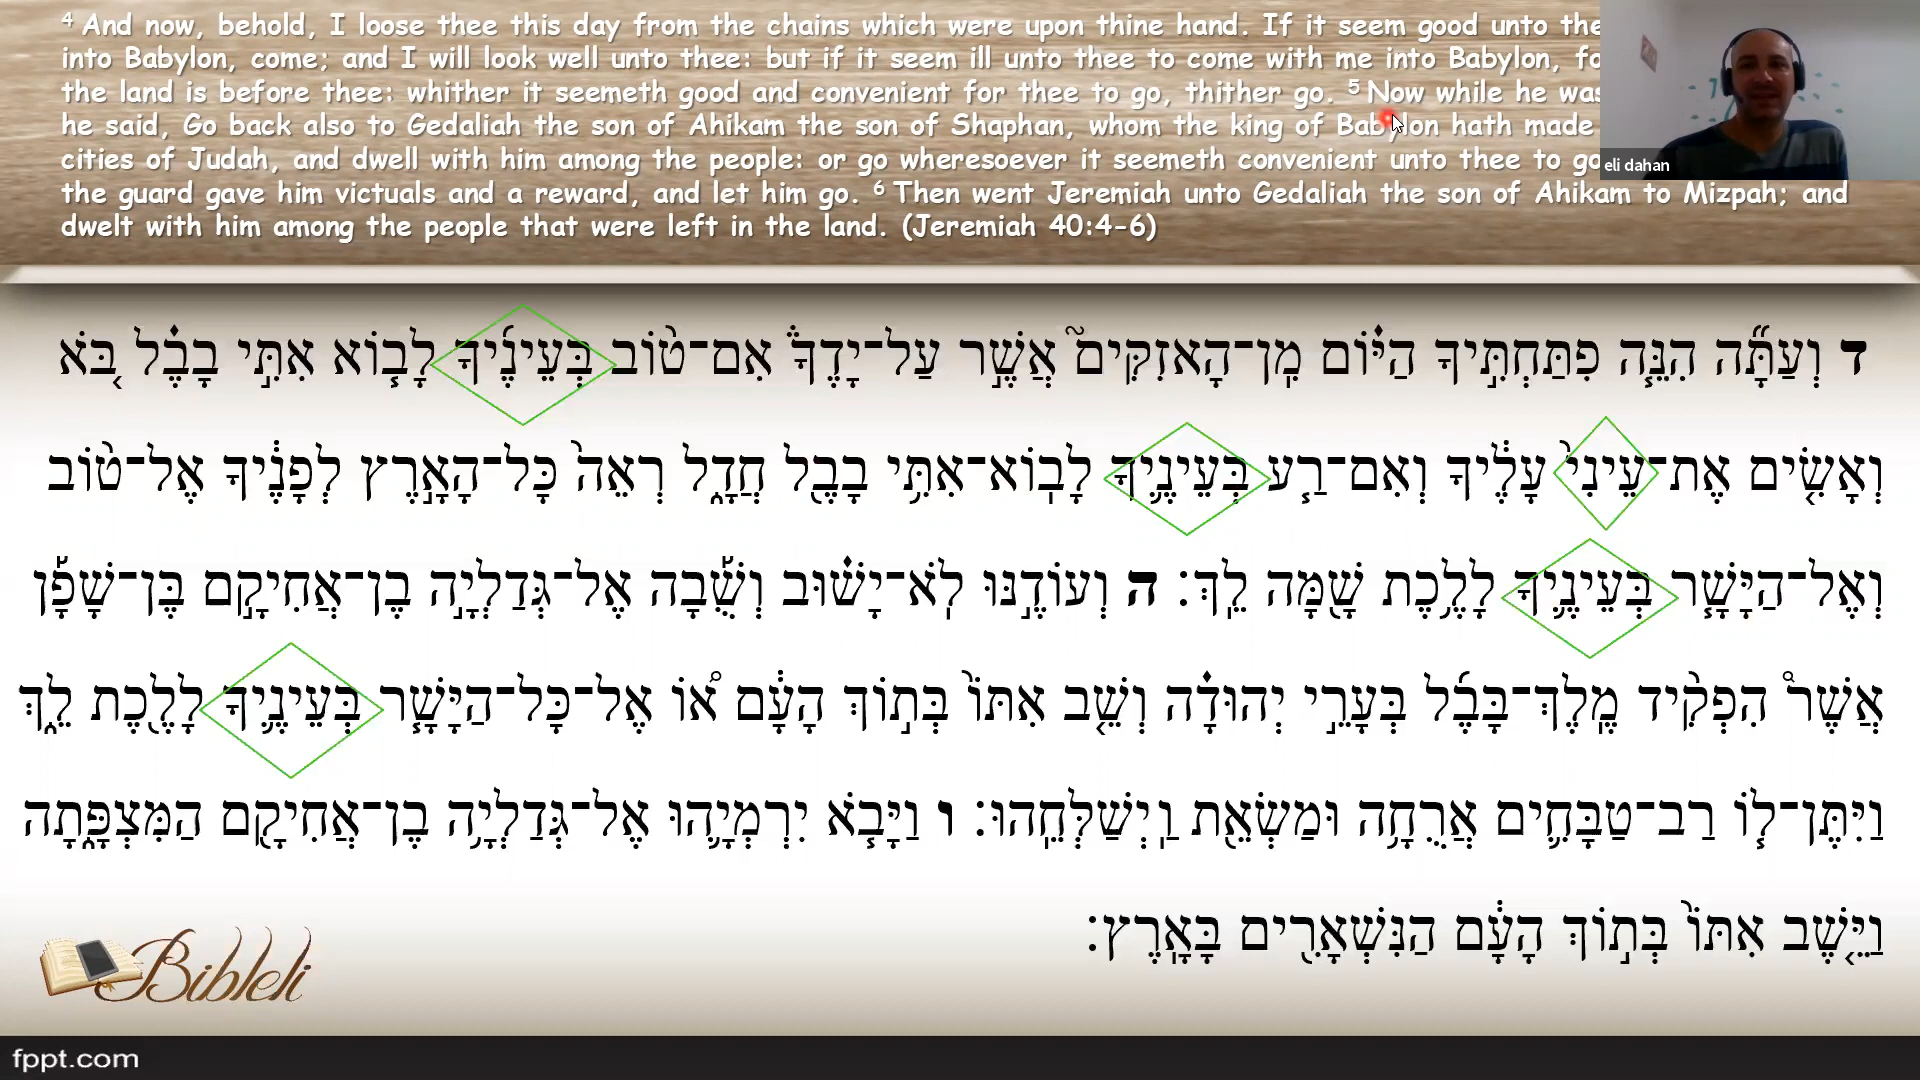 4 And now, behold, I loose thee this day from the chains which were upon thine hand. If it seem good unto the
into Babylon, come; and I will look well unto thee: but if it seem ill unto thee to come with me into Babylon, fo
the land is before thee: whither it seemeth good and convenient for thee to go, thither go. 5 Now while he was
he said, Go back also to Gedaliah the son of Ahikam the son of Shaphan, whom the king of Babylon hath made
cities of Judah, and dwell with him among the people: or go wheresoever it seemeth convenient unto thee to go
the guard gave him victuals and a reward, and let him go. 6 Then went Jeremiah unto Gedaliah the son of Ahikam to Mizpah; and
dwelt with him among the people that were left in the land. (Jeremiah 40:4-6)
eli dahan
ד וְעַתָּ֞ה הִנֵּ֧ה פִתַּחְתִּ֣יךָ הַיּ֗וֹם מִֽן־הָאזִקִּים֮ אֲשֶׁ֣ר עַל־יָדֶךָ֒ אִם־ט֨וֹב בְּעֵינֶ֜יךָ לָב֧וֹא אִתִּ֣י בָבֶ֗ל בֹּ֚א
וְאָשִׂ֤ים אֶת־עֵינִי֙ עָלֶ֔יךָ וְאִם־רַ֧ע בְּעֵינֶ֛יךָ לָבֽוֹא־אִתִּ֥י בָבֶ֖ל חֲדָ֑ל רְאֵה֙ כָּל־הָאָ֣רֶץ לְפָנֶ֔יךָ אֶל־ט֨וֹב
וְאֶל־הַיָּשָׁ֧ר בְּעֵינֶ֛יךָ לָלֶ֥כֶת שָׁ֖מָּה לֵֽךְ׃ ה וְעוֹדֶ֣נּוּ לֹֽא־יָשׁ֗וּב וְשֻׁ֡בָה אֶל־גְּדַלְיָ֣ה בֶן־אֲחִיקָ֣ם בֶּן־שָׁפָ֡ן
אֲשֶׁר֩ הִפְקִ֨יד מֶֽלֶךְ־בָּבֶ֜ל בְּעָרֵ֣י יְהוּדָ֗ה וְשֵׁ֤ב אִתּוֹ֙ בְּת֣וֹךְ הָעָ֔ם א֠וֹ אֶל־כָּל־הַיָּשָׁ֧ר בְּעֵינֶ֛יךָ לָלֶ֖כֶת לֵ֑ךְ
וַיִּתֶּן־ל֧וֹ רַב־טַבָּחִ֛ים אֲרֻחָ֥ה וּמַשְׂאֵ֖ת וַֽיְשַׁלְּחֵֽהוּ׃ ו וַיָּבֹ֧א יִרְמְיָ֛הוּ אֶל־גְּדַלְיָ֥ה בֶן־אֲחִיקָ֖ם הַמִּצְפָּ֑תָה
וַיֵּ֤שֶׁב אִתּוֹ֙ בְּת֣וֹךְ הָעָ֔ם הַנִּשְׁאָרִ֖ים בָּאָֽרֶץ׃
Bibleli
fppt.com